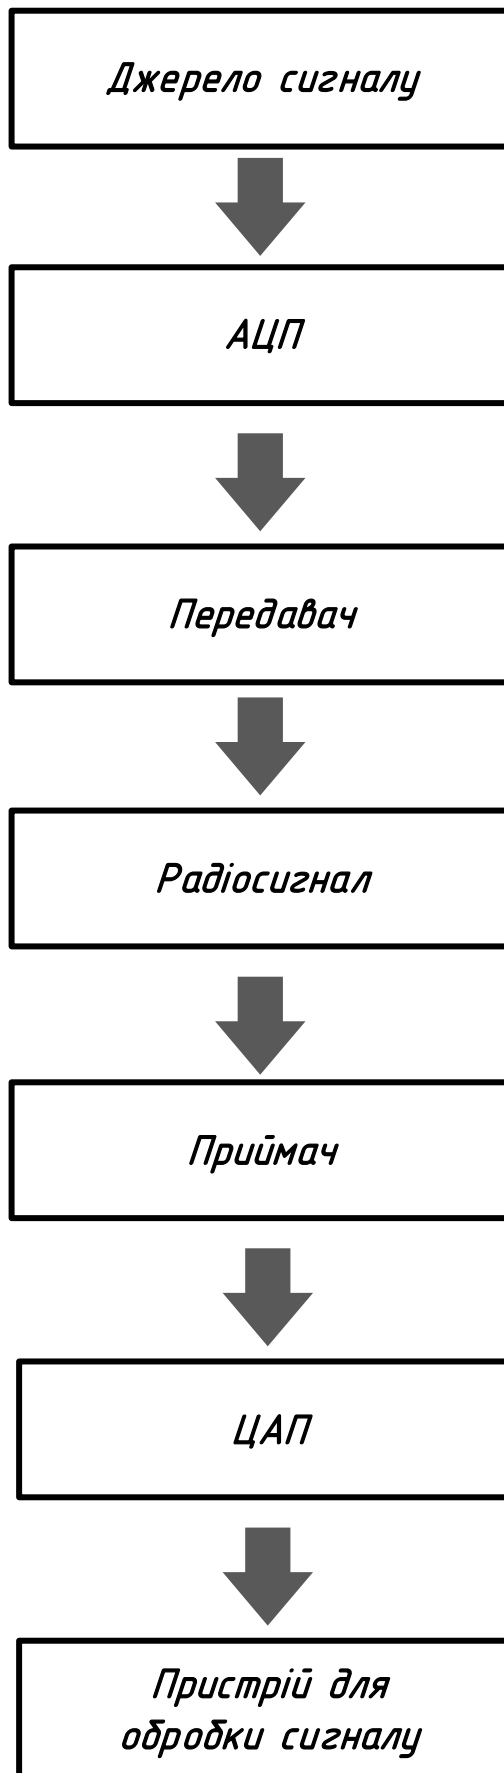 Джерело сигналу
АЦП
Передавач
Радіосигнал
Приймач
ЦАП
Пристрій для
обробки сигналу